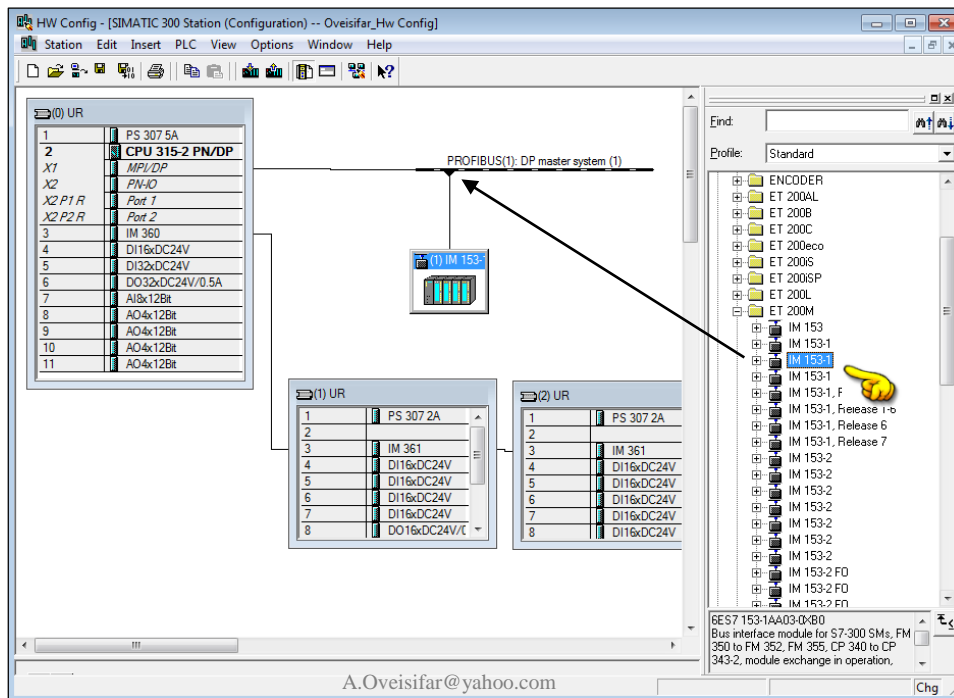 HW Config - [SIMATIC 300 Station (Configuration) -- Oveisifar_Hw Config]
Station Edit Insert PLC View Options Window Help
(0) UR
1 PS 307 5A
2 CPU 315-2 PN/DP
X1 MPI/DP
X2 PN-IO
X2 P1 R Port 1
X2 P2 R Port 2
3 IM 360
4 DI16xDC24V
5 DI32xDC24V
6 DO32xDC24V/0.5A
7 AI8x12Bit
8 AO4x12Bit
9 AO4x12Bit
10 AO4x12Bit
11 AO4x12Bit
PROFIBUS(1): DP master system (1)
(1) IM 153-1
(1) UR
1 PS 307 2A
2
3 IM 361
4 DI16xDC24V
5 DI16xDC24V
6 DI16xDC24V
7 DI16xDC24V
8 DO16xDC24V/0
(2) UR
1 PS 307 2A
2
3 IM 361
4 DI16xDC24V
5 DI16xDC24V
6 DI16xDC24V
7 DI16xDC24V
8 DI16xDC24V
Find:
Profile: Standard
ENCODER
ET 200AL
ET 200B
ET 200C
ET 200eco
ET 200iS
ET 200iSP
ET 200L
ET 200M
IM 153
IM 153-1
IM 153-1
IM 153-1
IM 153-1,
IM 153-1, Release 1-6
IM 153-1, Release 6
IM 153-1, Release 7
IM 153-2
IM 153-2
IM 153-2
IM 153-2
IM 153-2
IM 153-2
IM 153-2
IM 153-2 FO
IM 153-2 FO
IM 153-2 FO
6ES7 153-1AA03-0XB0
Bus interface module for S7-300 SMs, FM
350 to FM 352, FM 355, CP 340 to CP
343-2, module exchange in operation,
A.Oveisifar@yahoo.com
Chg